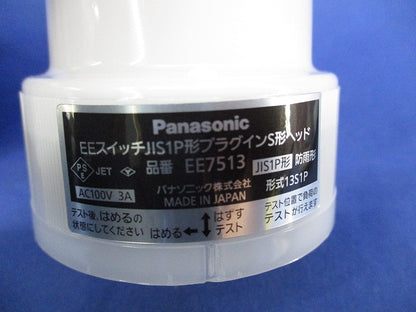 Panasonic
EEスイッチJIS1P形プラグインS形ヘッド
PS E JET 品番 EE7513 JIS1P形 防雨形
AC100V 3A パナソニック株式会社 形式13S1P
MADE IN JAPAN
テスト後、はめるの 状態にしてください
はめる はずす テスト
テスト位置で負荷の テストが行えます